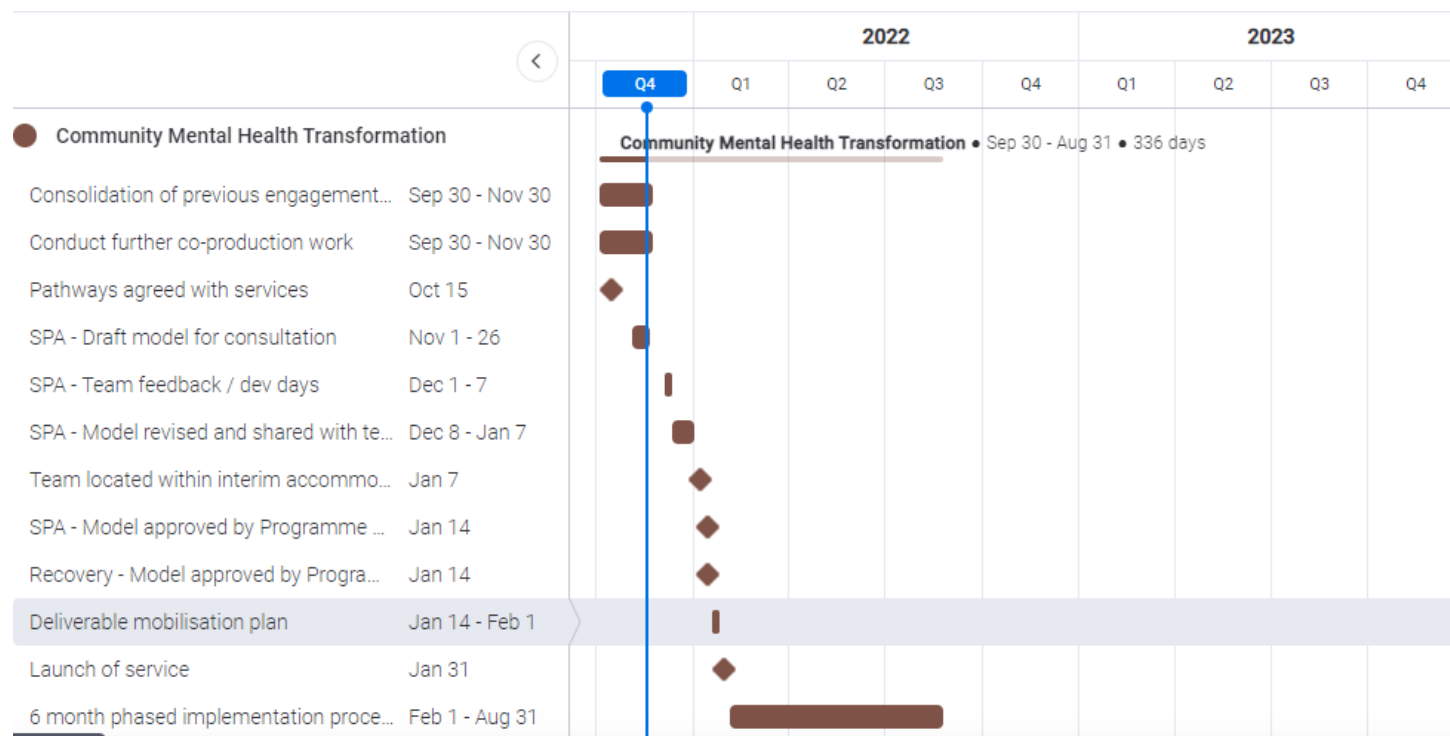 2022 2023
Q4 Q1 Q2 Q3 Q4 Q1 Q2 Q3 Q4
Community Mental Health Transformation
Community Mental Health Transformation • Sep 30 - Aug 31 • 336 days
Consolidation of previous engagement... Sep 30 - Nov 30
Conduct further co-production work Sep 30 - Nov 30
Pathways agreed with services Oct 15
SPA - Draft model for consultation Nov 1 - 26
SPA - Team feedback / dev days Dec 1 - 7
SPA - Model revised and shared with te... Dec 8 - Jan 7
Team located within interim accommo... Jan 7
SPA - Model approved by Programme ... Jan 14
Recovery - Model approved by Progra... Jan 14
Deliverable mobilisation plan Jan 14 - Feb 1
Launch of service Jan 31
6 month phased implementation proce... Feb 1 - Aug 31